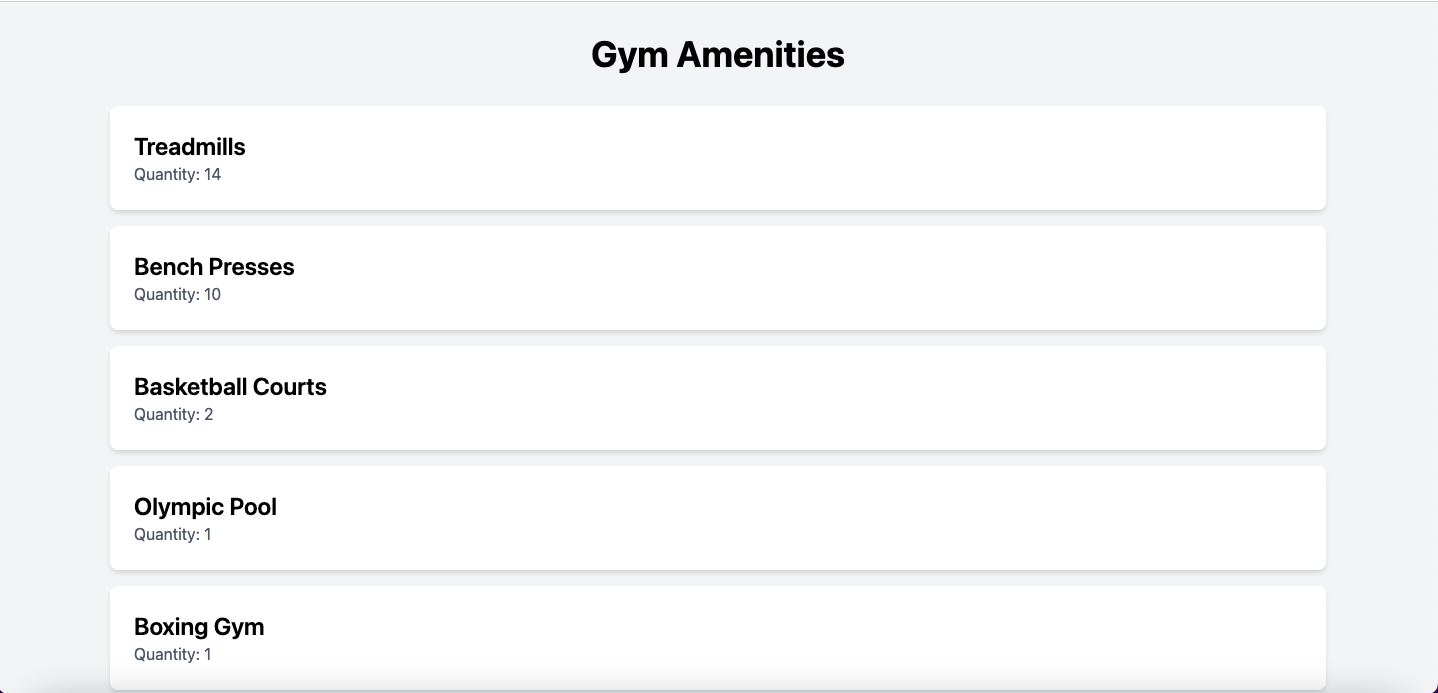 Gym Amenities
Treadmills
Quantity: 14
Bench Presses
Quantity: 10
Basketball Courts
Quantity: 2
Olympic Pool
Quantity: 1
Boxing Gym
Quantity: 1